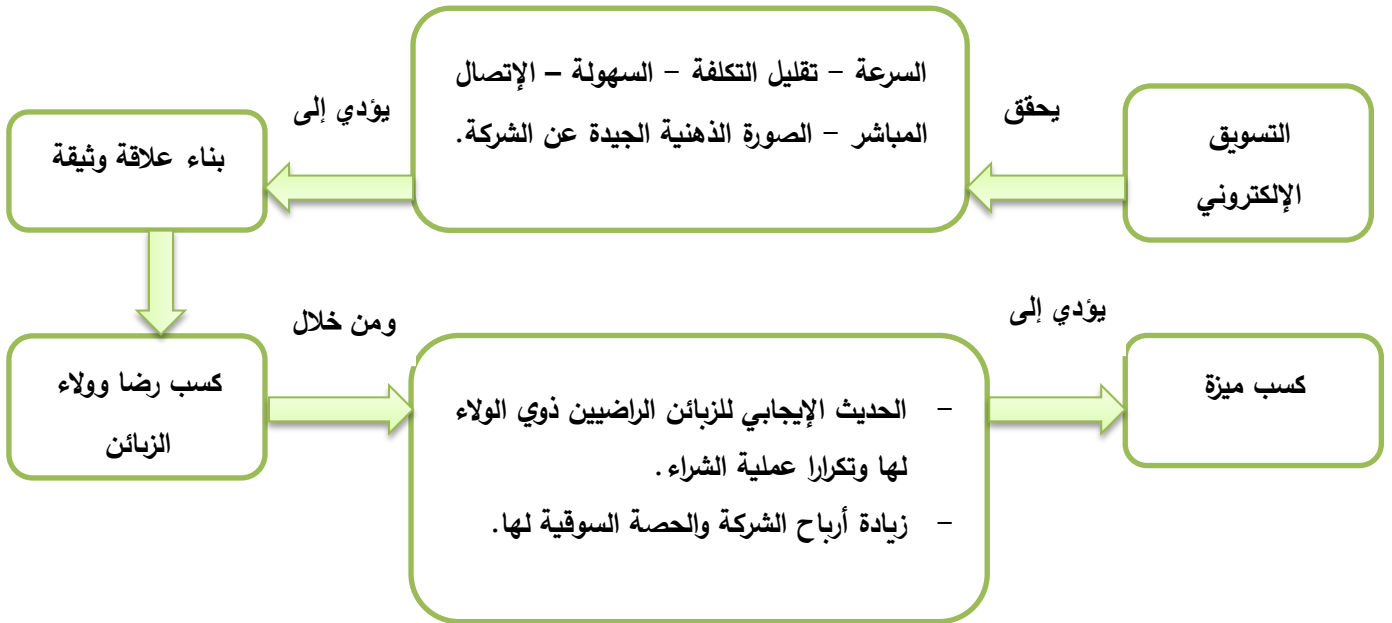 التسويق
الإلكتروني
يحقق
السرعة – تقليل التكلفة – السهولة – الإتصال
المباشر – الصورة الذهنية الجيدة عن الشركة.
يؤدي إلى
بناء علاقة وثيقة
كسب رضا وولاء
الزبائن
ومن خلال
– الحديث الإيجابي للزبائن الراضيين ذوي الولاء
لها وتكرارا عملية الشراء.
– زيادة أرباح الشركة والحصة السوقية لها.
يؤدي إلى
كسب ميزة